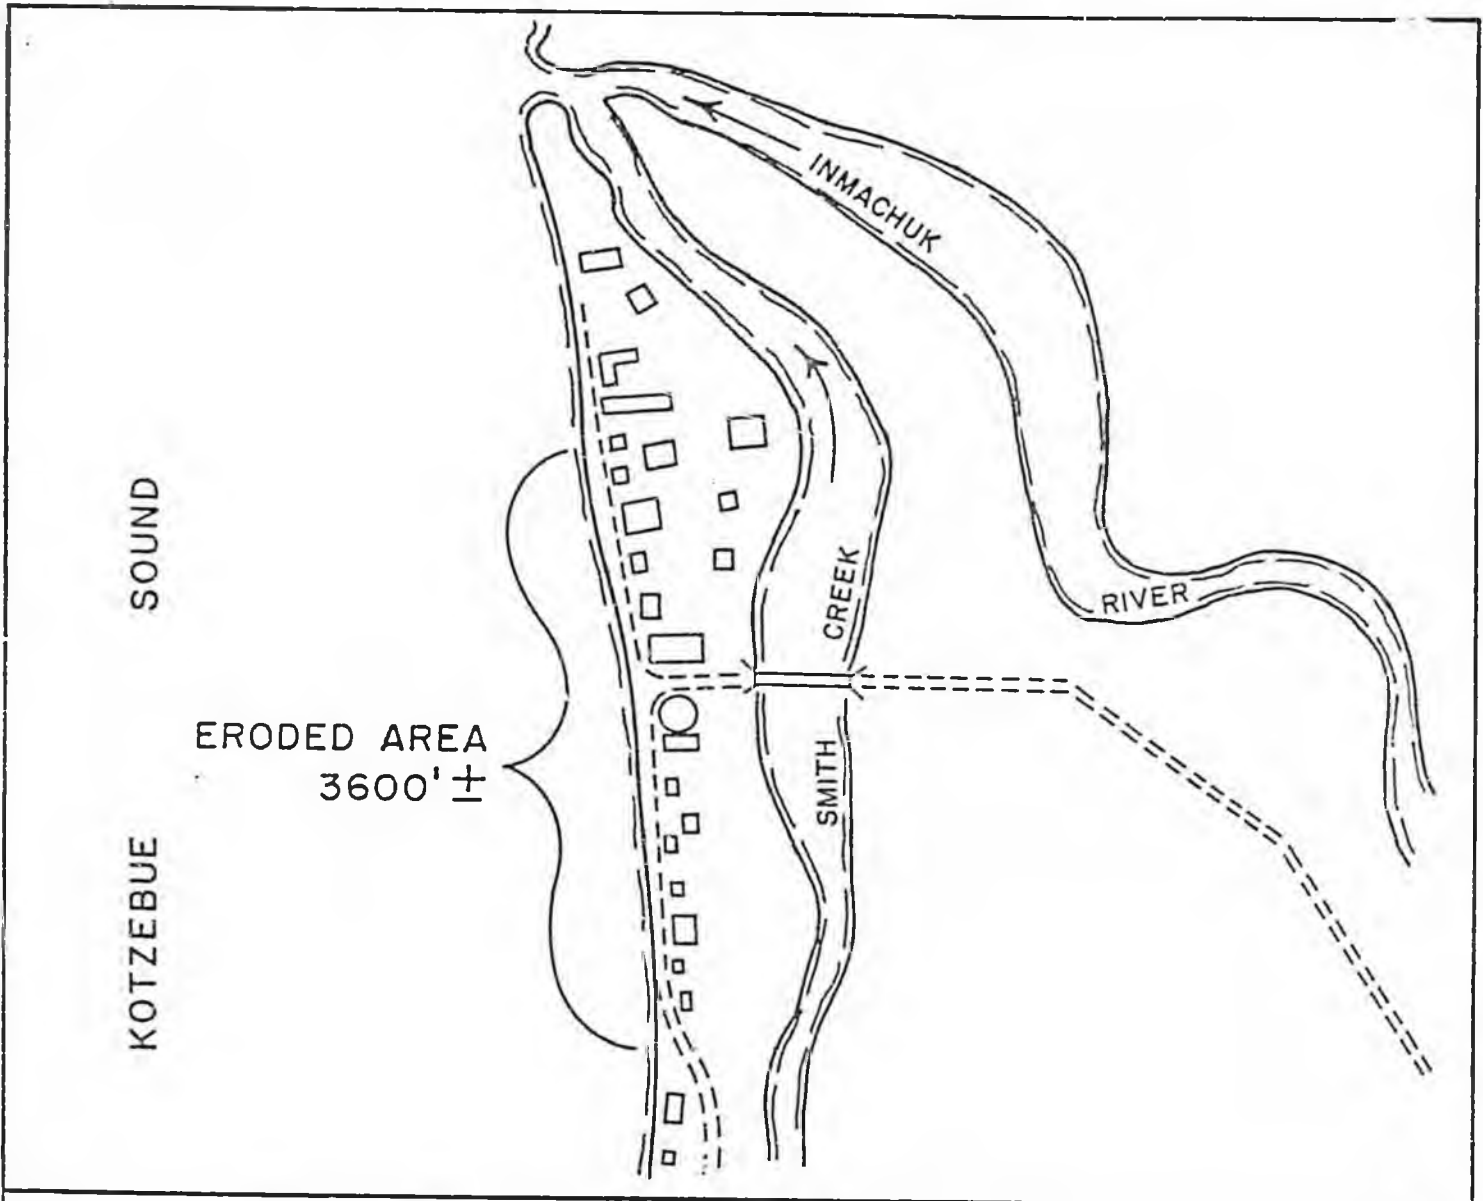 INMACHUK
RIVER
SMITH CREEK
KOTZEBUE SOUND
ERODED AREA
3600' ±